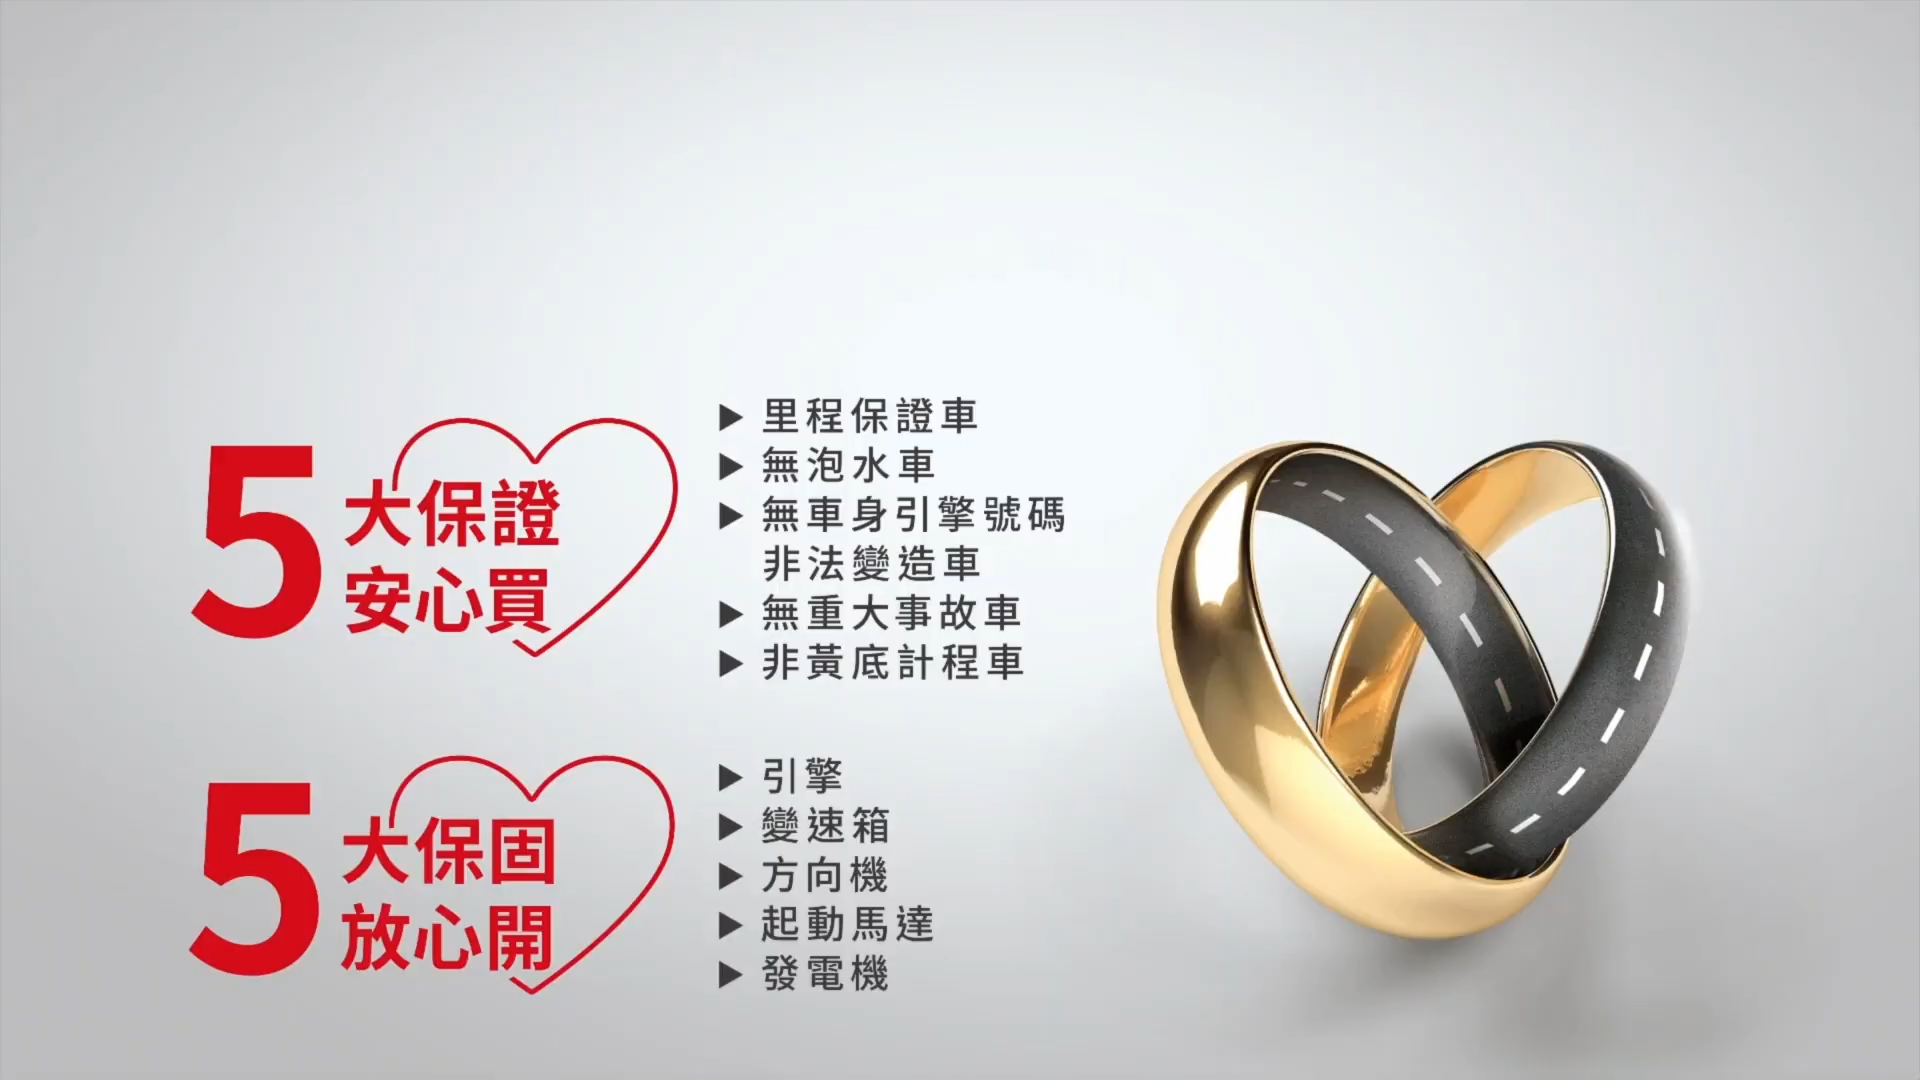 5大保證
安心買
▶ 里程保證車
▶ 無泡水車
▶ 無車身引擎號碼
非法變造車
▶ 無重大事故車
▶ 非黃底計程車
5大保固
放心開
▶ 引擎
▶ 變速箱
▶ 方向機
▶ 起動馬達
▶ 發電機